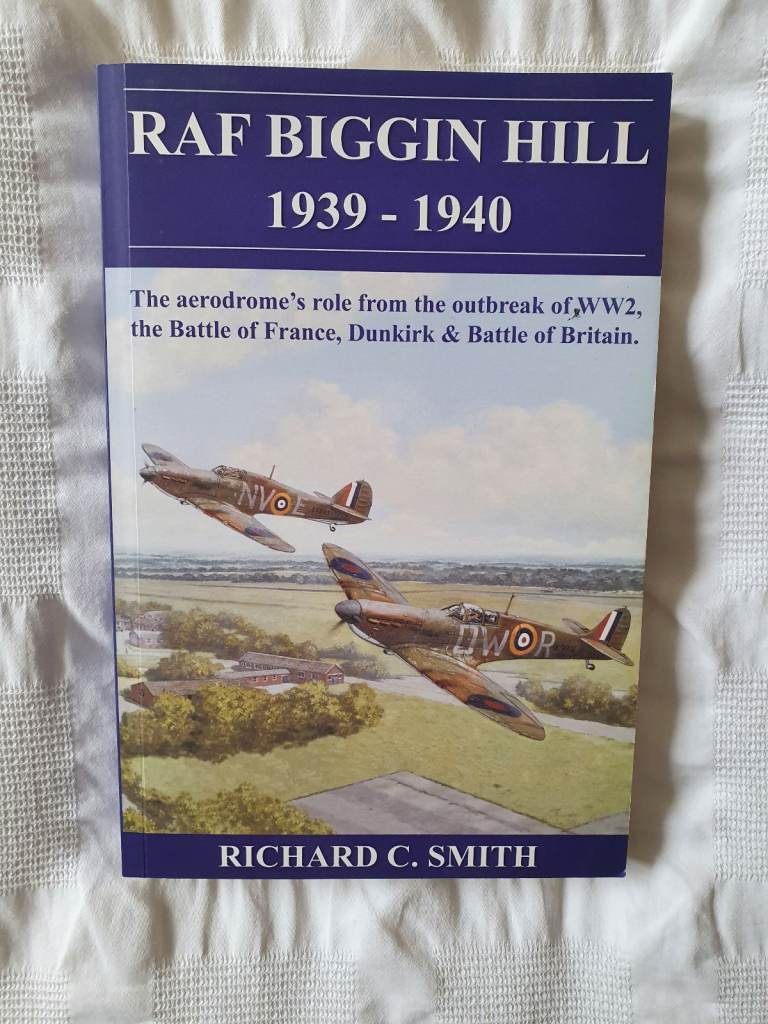 RAF BIGGIN HILL
1939 - 1940
The aerodrome's role from the outbreak of WW2,
the Battle of France, Dunkirk & Battle of Britain.
NV E
DW R
RICHARD C. SMITH